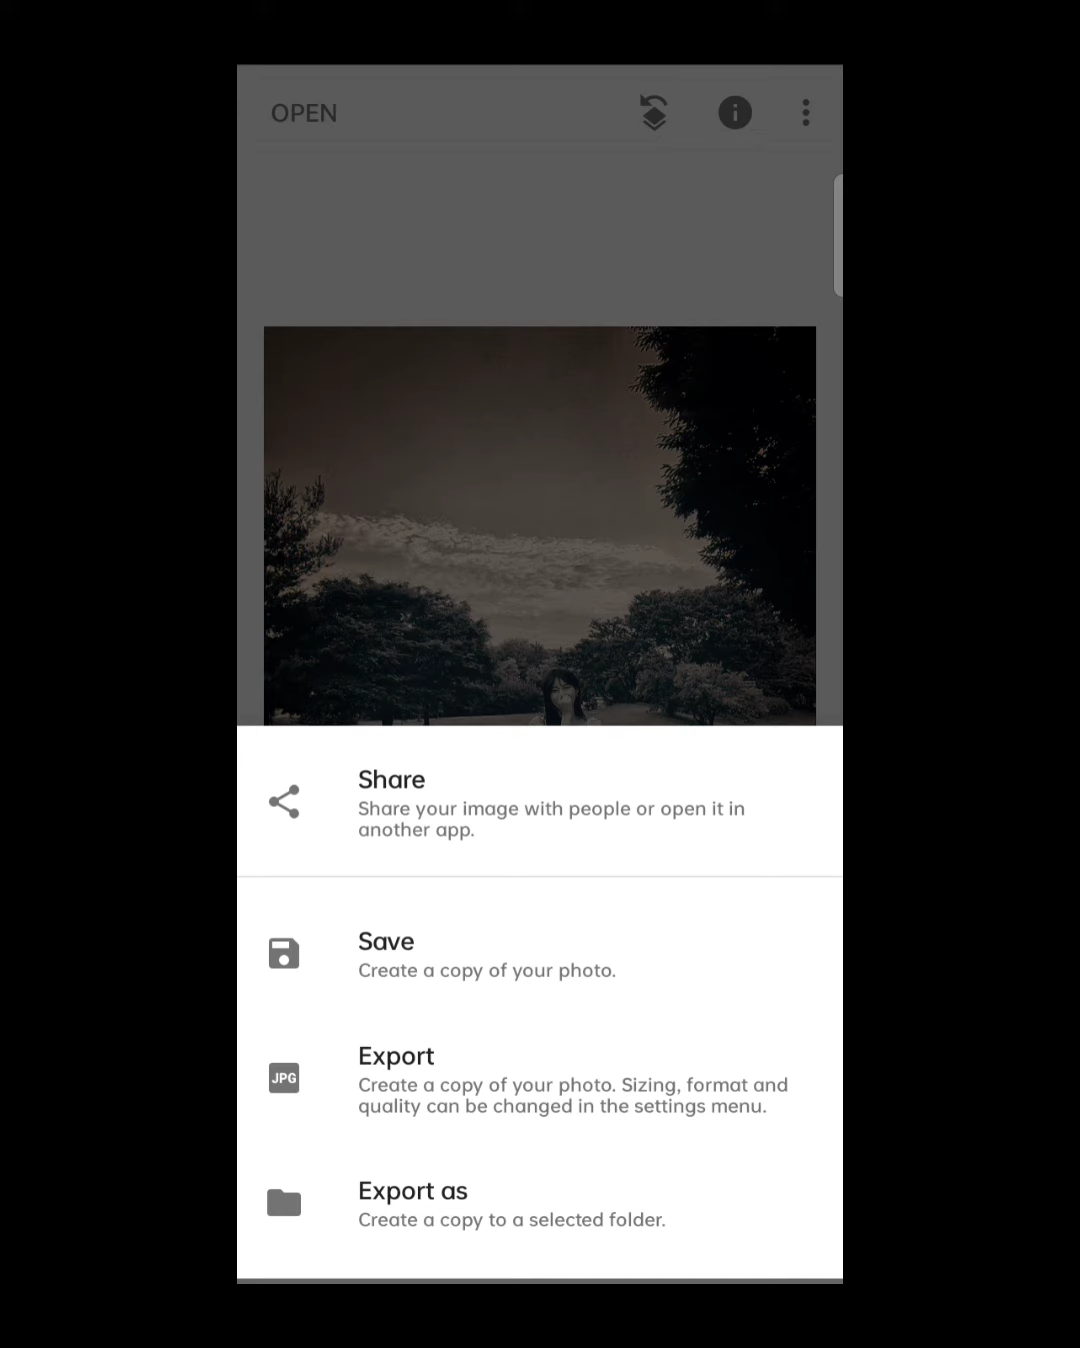 OPEN
Share
Share your image with people or open it in
another app.
Save
Create a copy of your photo.
JPG
Export
Create a copy of your photo. Sizing, format and
quality can be changed in the settings menu.
Export as
Create a copy to a selected folder.